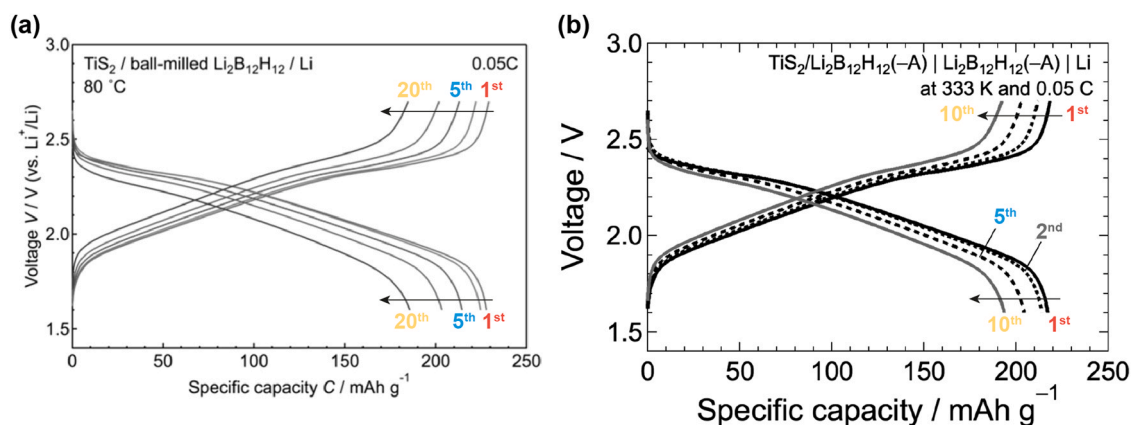 (a)
TiS₂ / ball-milled Li₂B₁₂H₁₂ / Li 0.05C
80 °C
20th 5th 1st
20th 5th 1st
3.0
2.5
2.0
1.5
Voltage V / V (vs. Li⁺/Li)
0 50 100 150 200 250
Specific capacity C / mAh g⁻¹
(b)
TiS₂/Li₂B₁₂H₁₂(–A) | Li₂B₁₂H₁₂(–A) | Li
at 333 K and 0.05 C
10th 1st
5th 2nd
10th 1st
3.0
2.5
2.0
1.5
Voltage / V
0 50 100 150 200 250
Specific capacity / mAh g⁻¹